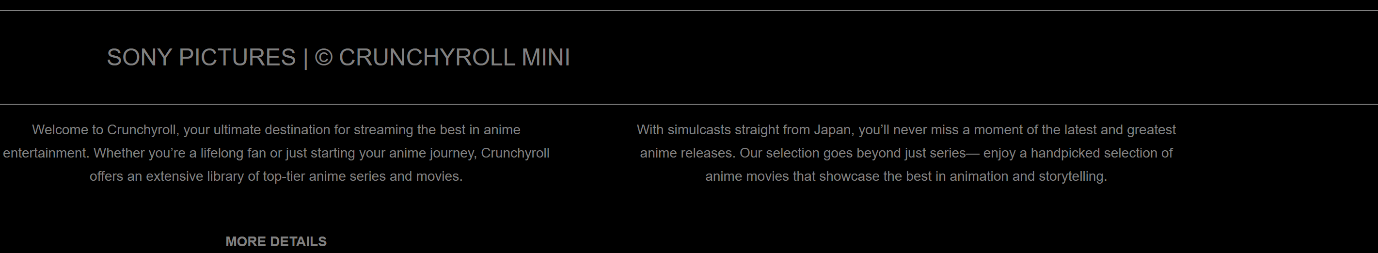 SONY PICTURES | © CRUNCHYROLL MINI
Welcome to Crunchyroll, your ultimate destination for streaming the best in anime
entertainment. Whether you’re a lifelong fan or just starting your anime journey, Crunchyroll
offers an extensive library of top-tier anime series and movies.
With simulcasts straight from Japan, you’ll never miss a moment of the latest and greatest
anime releases. Our selection goes beyond just series— enjoy a handpicked selection of
anime movies that showcase the best in animation and storytelling.
MORE DETAILS